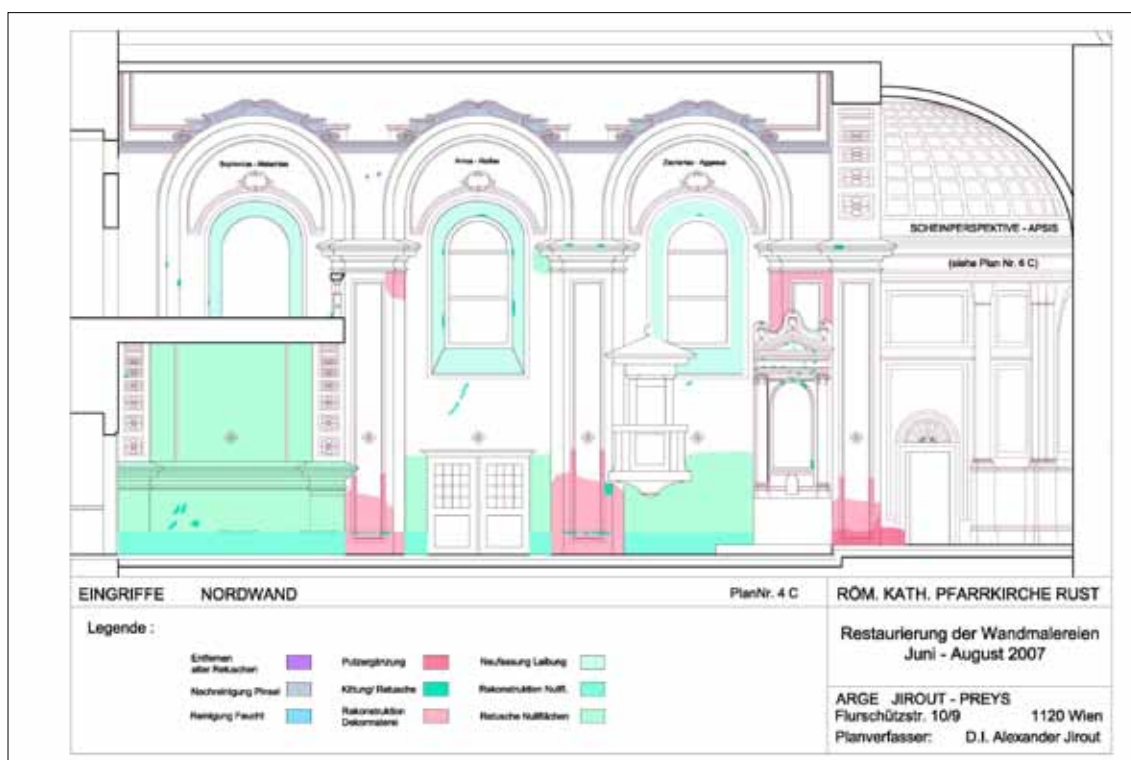 Sophonias - Malachias
Amos - Hoseas
Zacharias - Aggaeus
SCHEINPERSPEKTIVE - APSIS
(siehe Plan Nr. 4 C)
EINGRIFFE NORDWAND PlanNr. 4 C
RÖM. KATH. PFARRKIRCHE RUST
Legende :
Entfernen
alter Retuschen
Nachreinigung Pinsel
Reinigung Feucht
Putzergänzung
Kittung/ Retusche
Rekonstruktion
Dekormalerei
Neufassung Laibung
Rekonstruktion Nullfl.
Retusche Nullflächen
Restaurierung der Wandmalereien
Juni - August 2007
ARGE JIROUT - PREYS
Flurschützstr. 10/9 1120 Wien
Planverfasser: D.I. Alexander Jirout